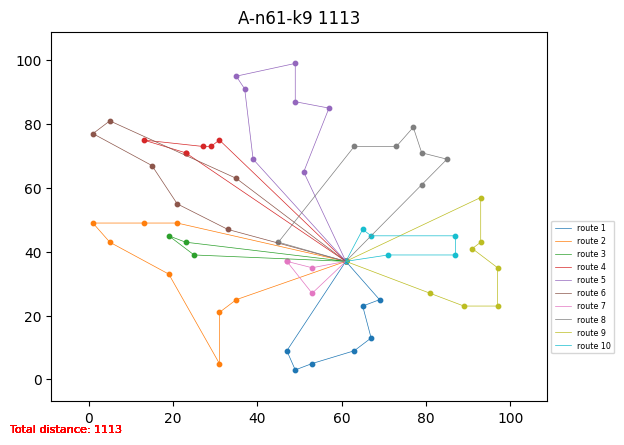 A-n61-k9 1113
100
80
60
40
20
0
0 20 40 60 80 100
route 1
route 2
route 3
route 4
route 5
route 6
route 7
route 8
route 9
route 10
Total distance: 1113